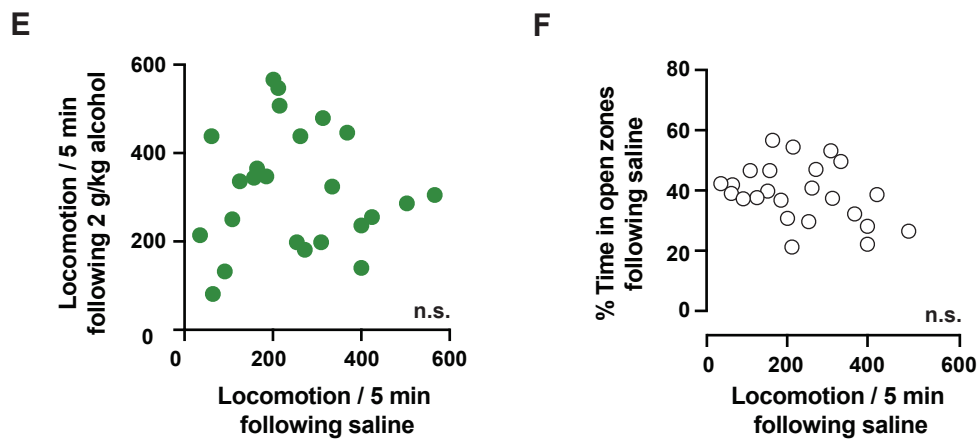 E
Locomotion / 5 min
following 2 g/kg alcohol
600
400
200
0
n.s.
0 200 400 600
Locomotion / 5 min
following saline
F
% Time in open zones
following saline
80
60
40
20
0
n.s.
0 200 400 600
Locomotion / 5 min
following saline